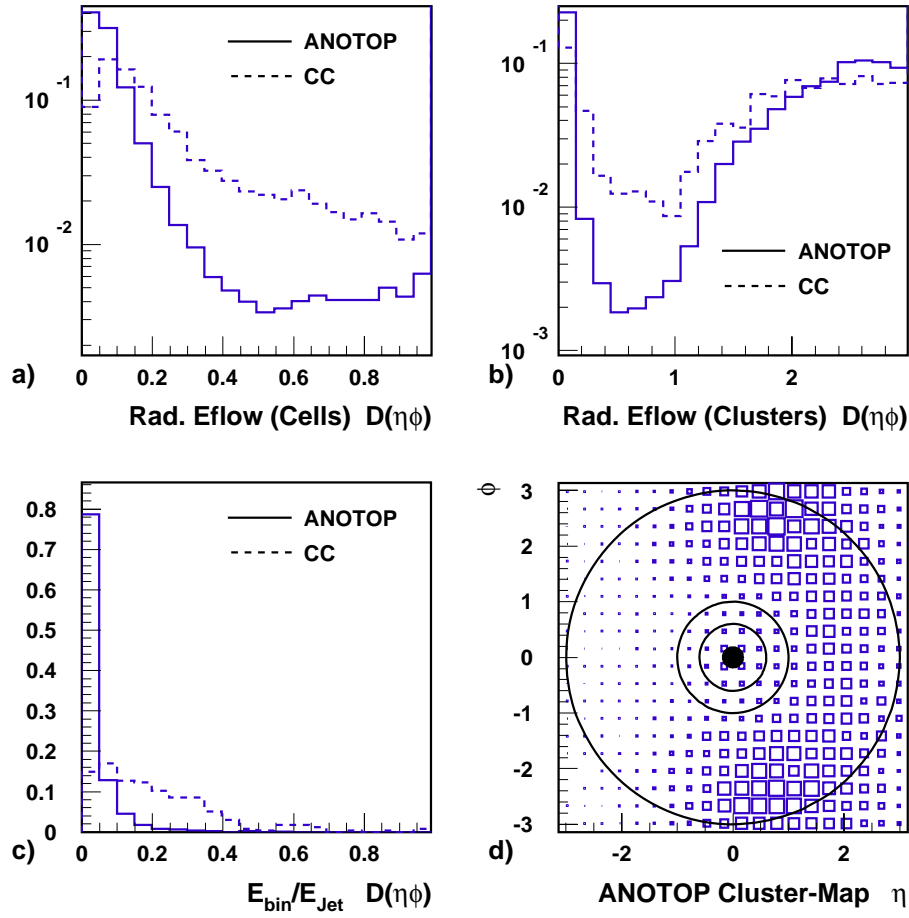 ANOTOP
CC
10^-1
10^-2
0 0.2 0.4 0.6 0.8
a)
Rad. Eflow (Cells) D(ηϕ)
10^-1
10^-2
10^-3
ANOTOP
CC
0 1 2
b)
Rad. Eflow (Clusters) D(ηϕ)
0.8
0.7
0.6
0.5
0.4
0.3
0.2
0.1
0
ANOTOP
CC
0 0.2 0.4 0.6 0.8
c)
E_bin/E_Jet D(ηϕ)
ϕ
3
2
1
0
-1
-2
-3
-2 0 2
d)
ANOTOP Cluster-Map η